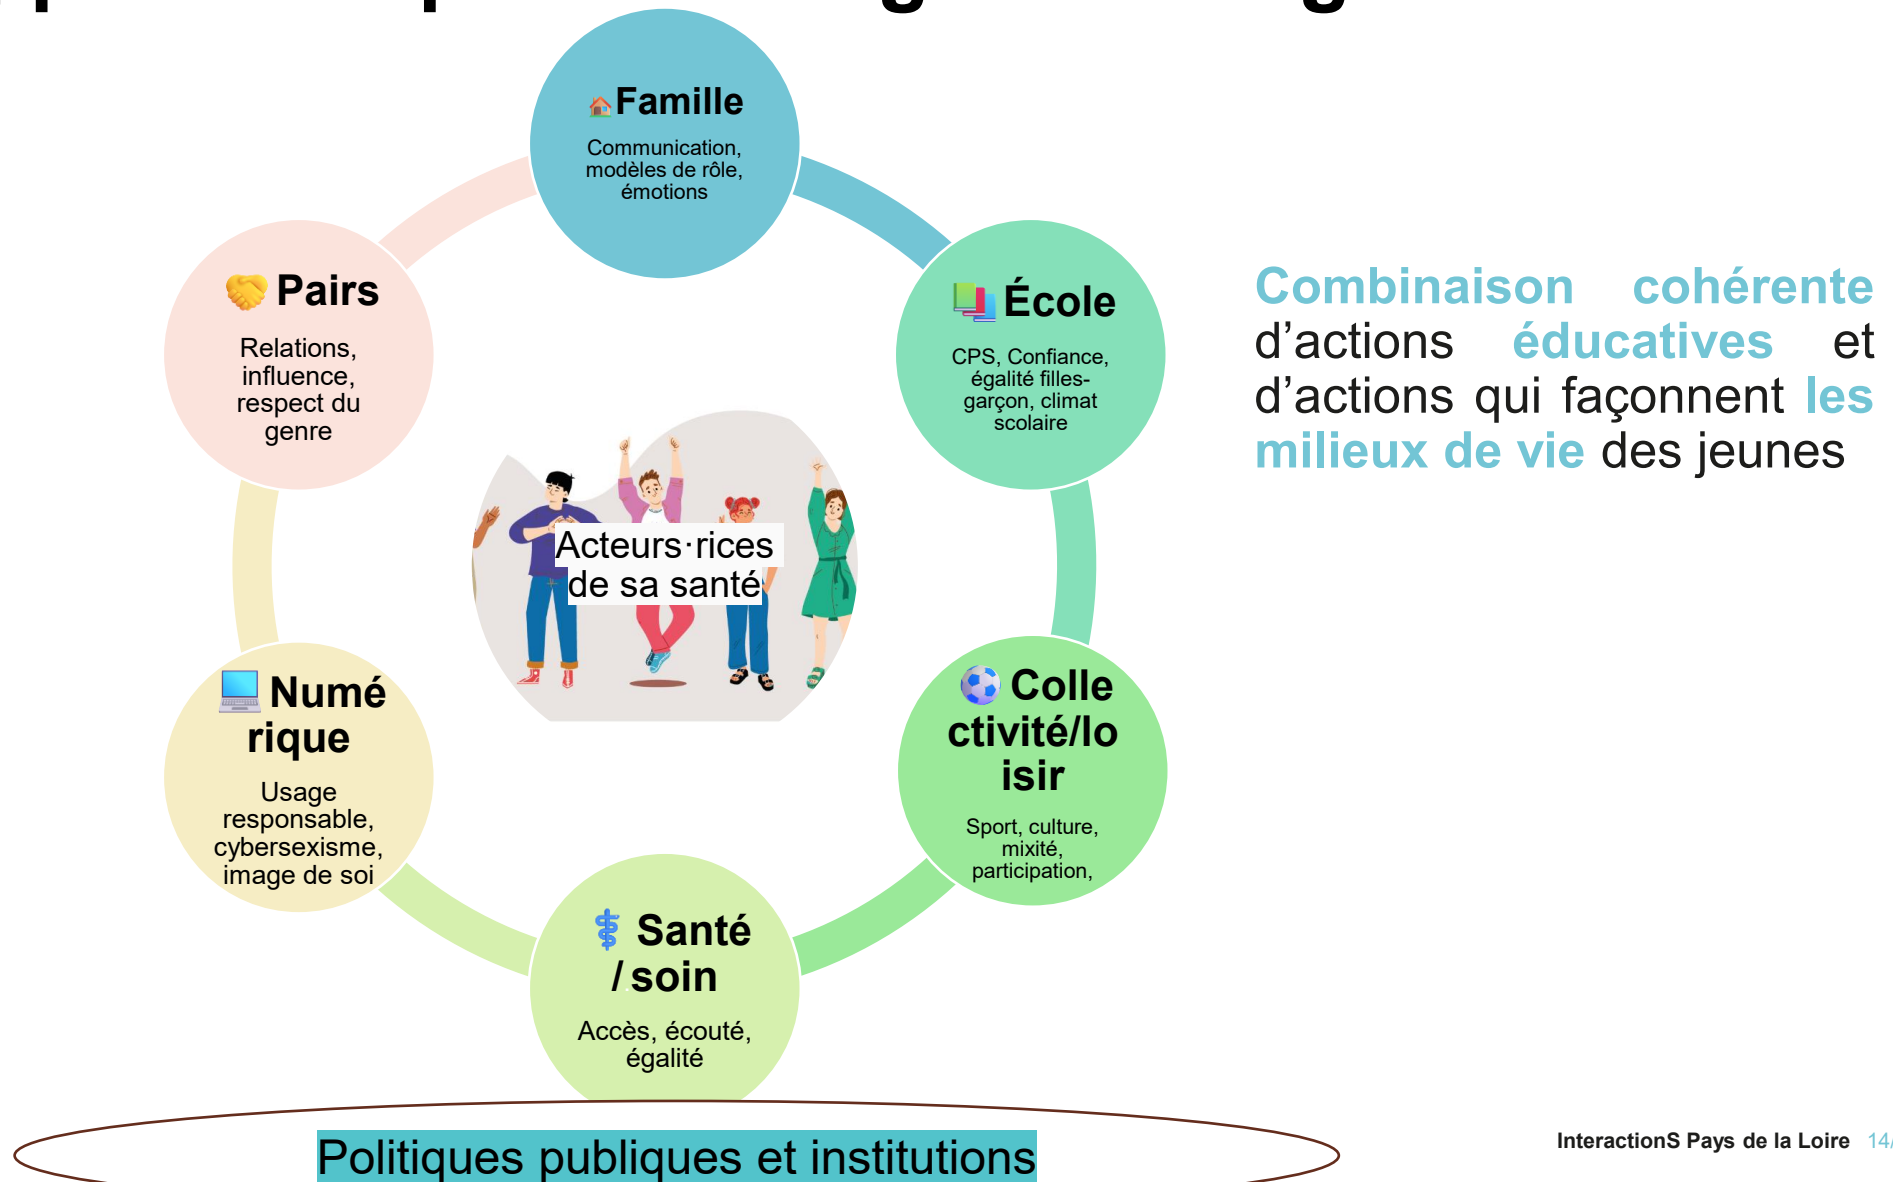 Famille
Communication,
modèles de rôle,
émotions
École
CPS, Confiance,
égalité filles-
garçon, climat
scolaire
Colle
ctivité/lo
isir
Sport, culture,
mixité,
participation,
Santé
/ soin
Accès, écouté,
égalité
Numé
rique
Usage
responsable,
cybersexisme,
image de soi
Pairs
Relations,
influence,
respect du
genre
Acteurs·rices
de sa santé
Combinaison cohérente
d’actions éducatives et
d’actions qui façonnent les
milieux de vie des jeunes
Politiques publiques et institutions
InteractionS Pays de la Loire 14/